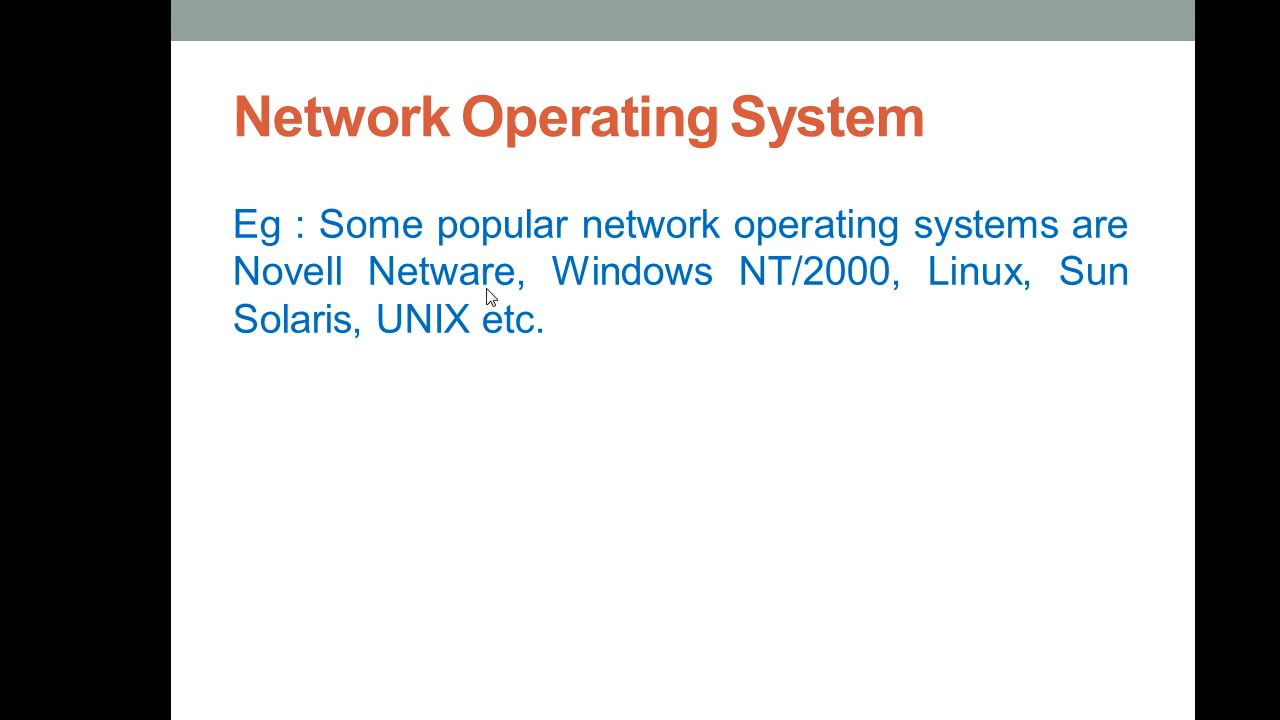 Network Operating System
Eg : Some popular network operating systems are
Novell Netware, Windows NT/2000, Linux, Sun
Solaris, UNIX etc.